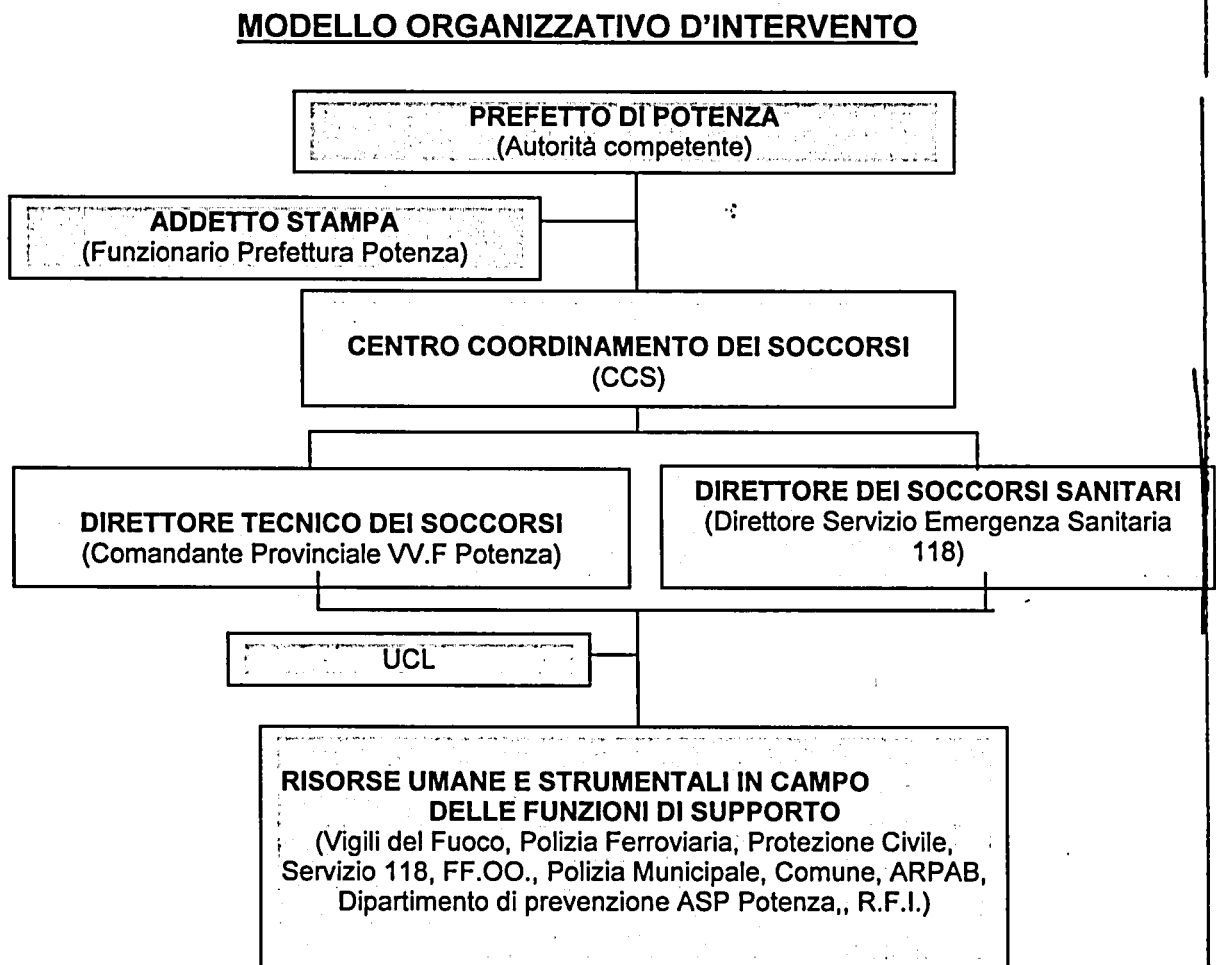 MODELLO ORGANIZZATIVO D'INTERVENTO
PREFETTO DI POTENZA
(Autorità competente)
ADDETTO STAMPA
(Funzionario Prefettura Potenza)
CENTRO COORDINAMENTO DEI SOCCORSI
(CCS)
DIRETTORE TECNICO DEI SOCCORSI
(Comandante Provinciale VV.F Potenza)
DIRETTORE DEI SOCCORSI SANITARI
(Direttore Servizio Emergenza Sanitaria
118)
UCL
RISORSE UMANE E STRUMENTALI IN CAMPO
DELLE FUNZIONI DI SUPPORTO
(Vigili del Fuoco, Polizia Ferroviaria, Protezione Civile,
Servizio 118, FF.OO., Polizia Municipale, Comune, ARPAB,
Dipartimento di prevenzione ASP Potenza,, R.F.I.)